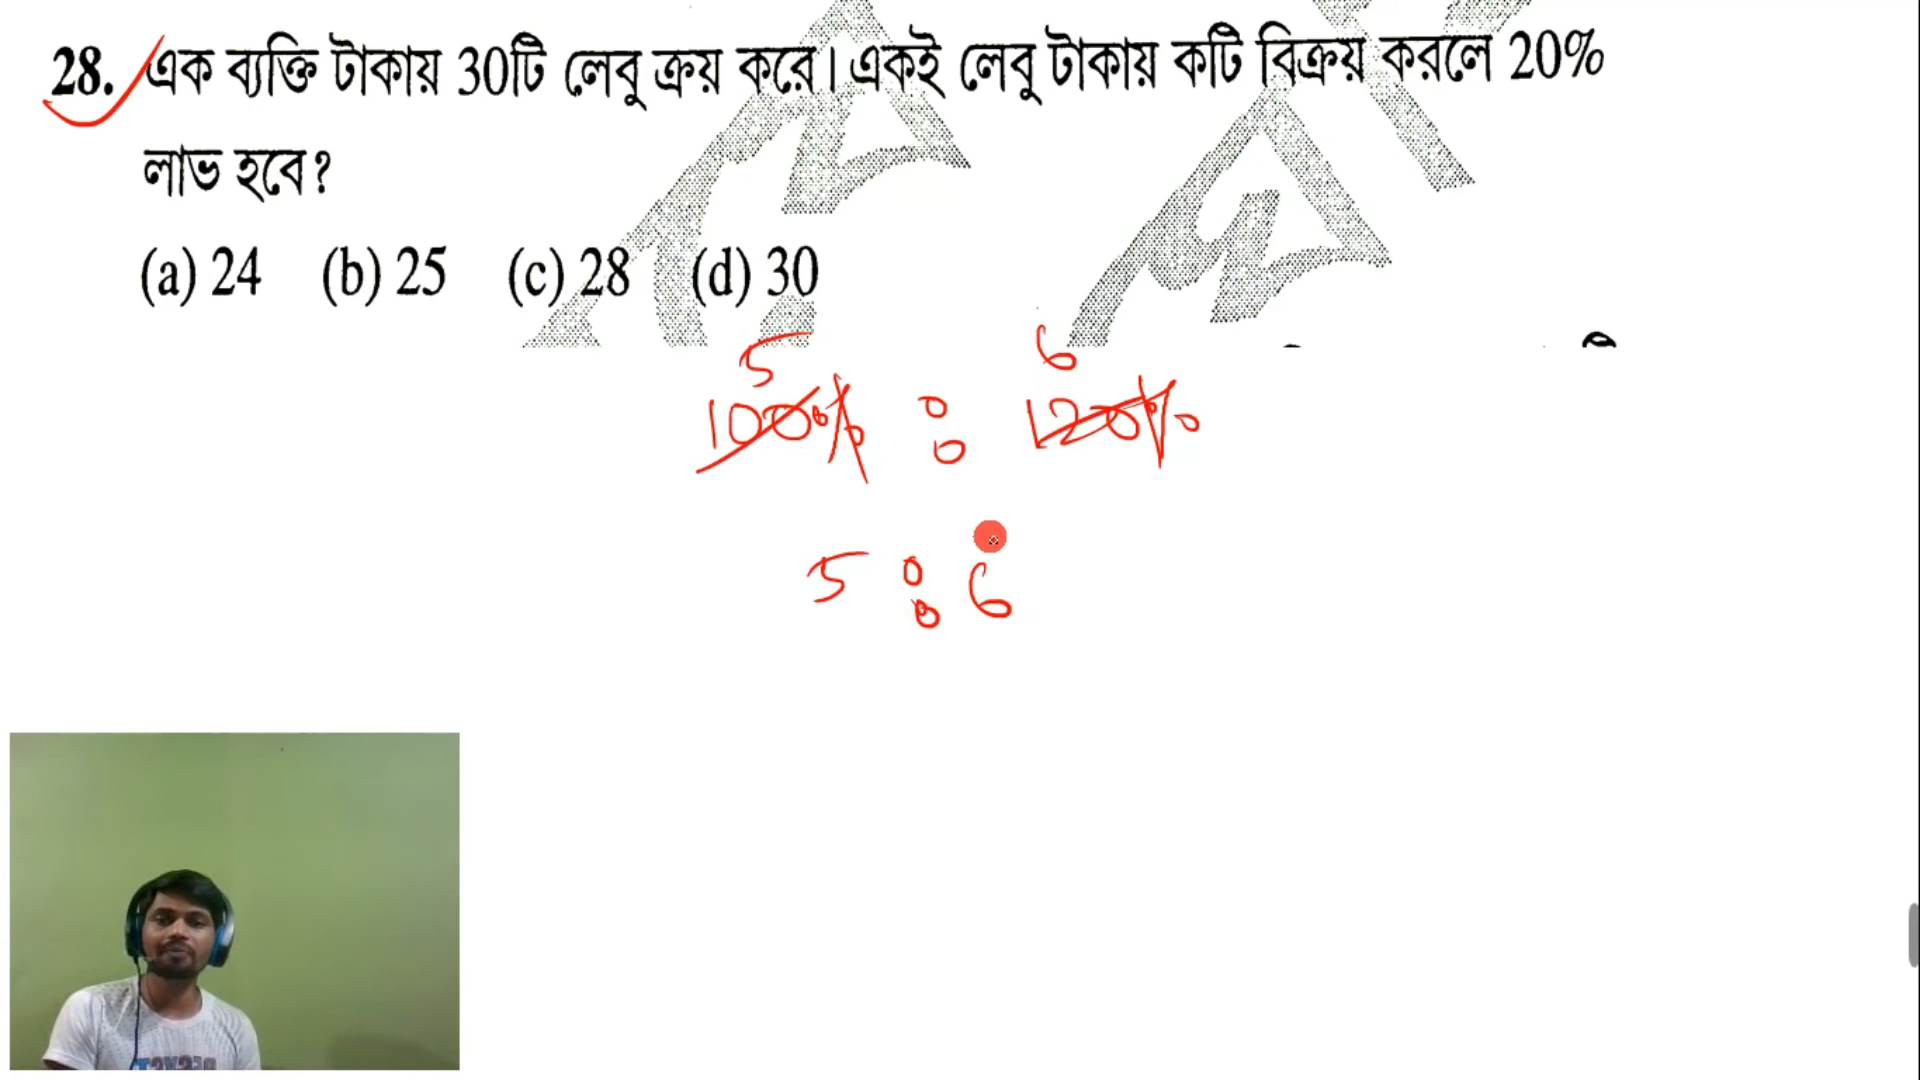 28. এক ব্যক্তি টাকায় 30টি লেবু ক্রয় করে। একই লেবু টাকায় কটি বিক্রয় করলে 20%
লাভ হবে?
(a) 24 (b) 25 (c) 28 (d) 30
5 6
100% : 120%
5 : 6